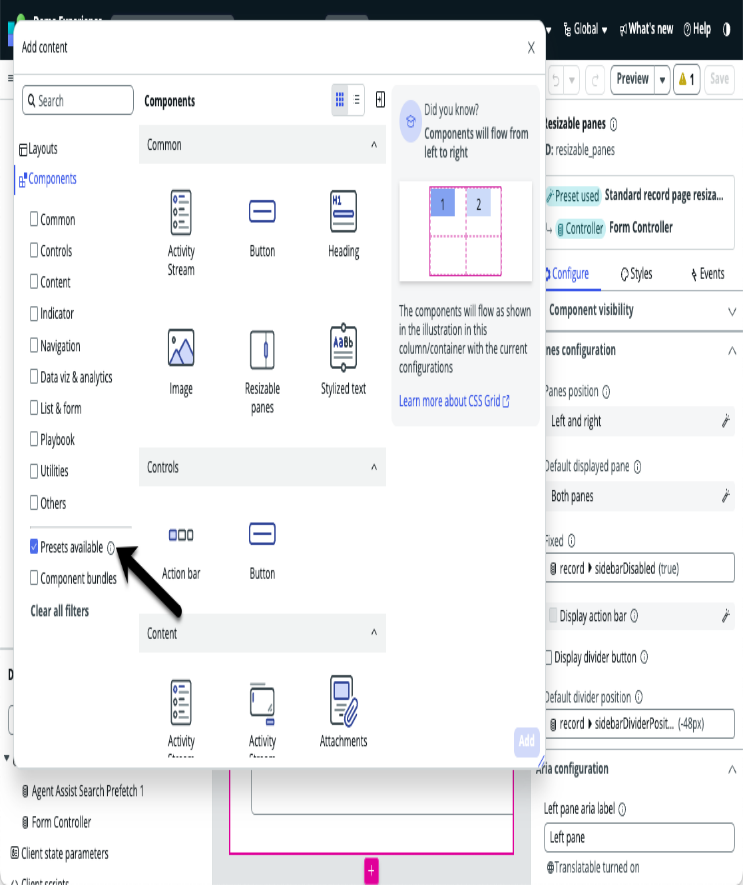 Demo Experience
Global
What's new
Help
Add content
X
Preview
1
Save
Search
Layouts
Components
Common
Controls
Content
Indicator
Navigation
Data viz & analytics
List & form
Playbook
Utilities
Others
Presets available
Component bundles
Clear all filters
Components
Common
Activity
Stream
Button
H1
Heading
Image
Resizable
panes
AaBb
Stylized text
Controls
Action bar
Button
Content
Activity
Stream
Activity
Stream
Attachments
Did you know?
Components will flow from
left to right
1
2
The components will flow as shown
in the illustration in this
column/container with the current
configurations
Learn more about CSS Grid
Add
Resizable panes
D: resizable_panes
Preset used Standard record page resiza...
Controller Form Controller
Configure
Styles
Events
Component visibility
nes configuration
Panes position
Left and right
Default displayed pane
Both panes
Fixed
record sidebarDisabled (true)
Display action bar
Display divider button
Default divider position
record sidebarDividerPosit... (-48px)
Aria configuration
Left pane aria label
Left pane
Translatable turned on
D
Agent Assist Search Prefetch 1
Form Controller
Client state parameters
Client scripts
+